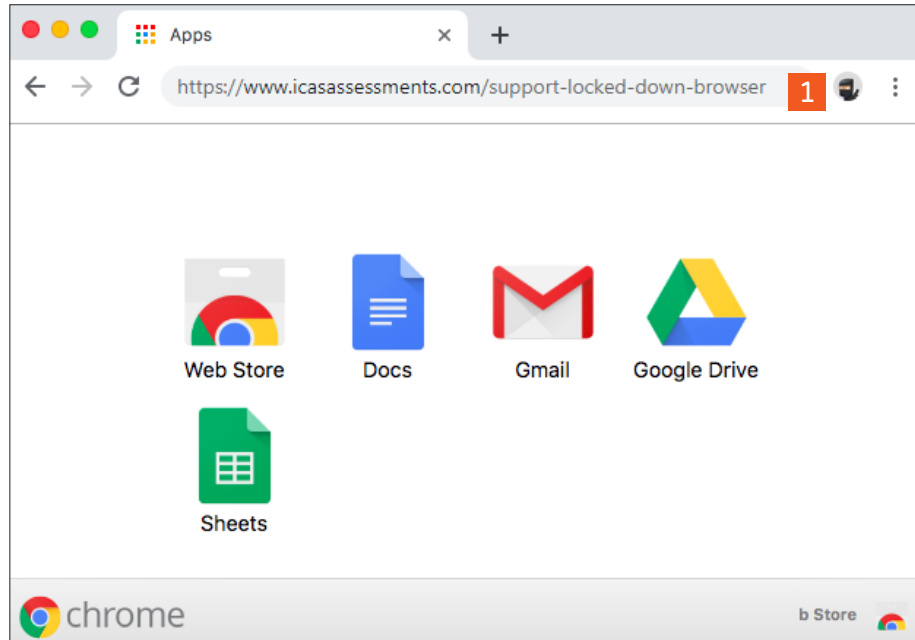 Apps
https://www.icasassessments.com/support-locked-down-browser 1
Web Store Docs Gmail Google Drive
Sheets
chrome b Store